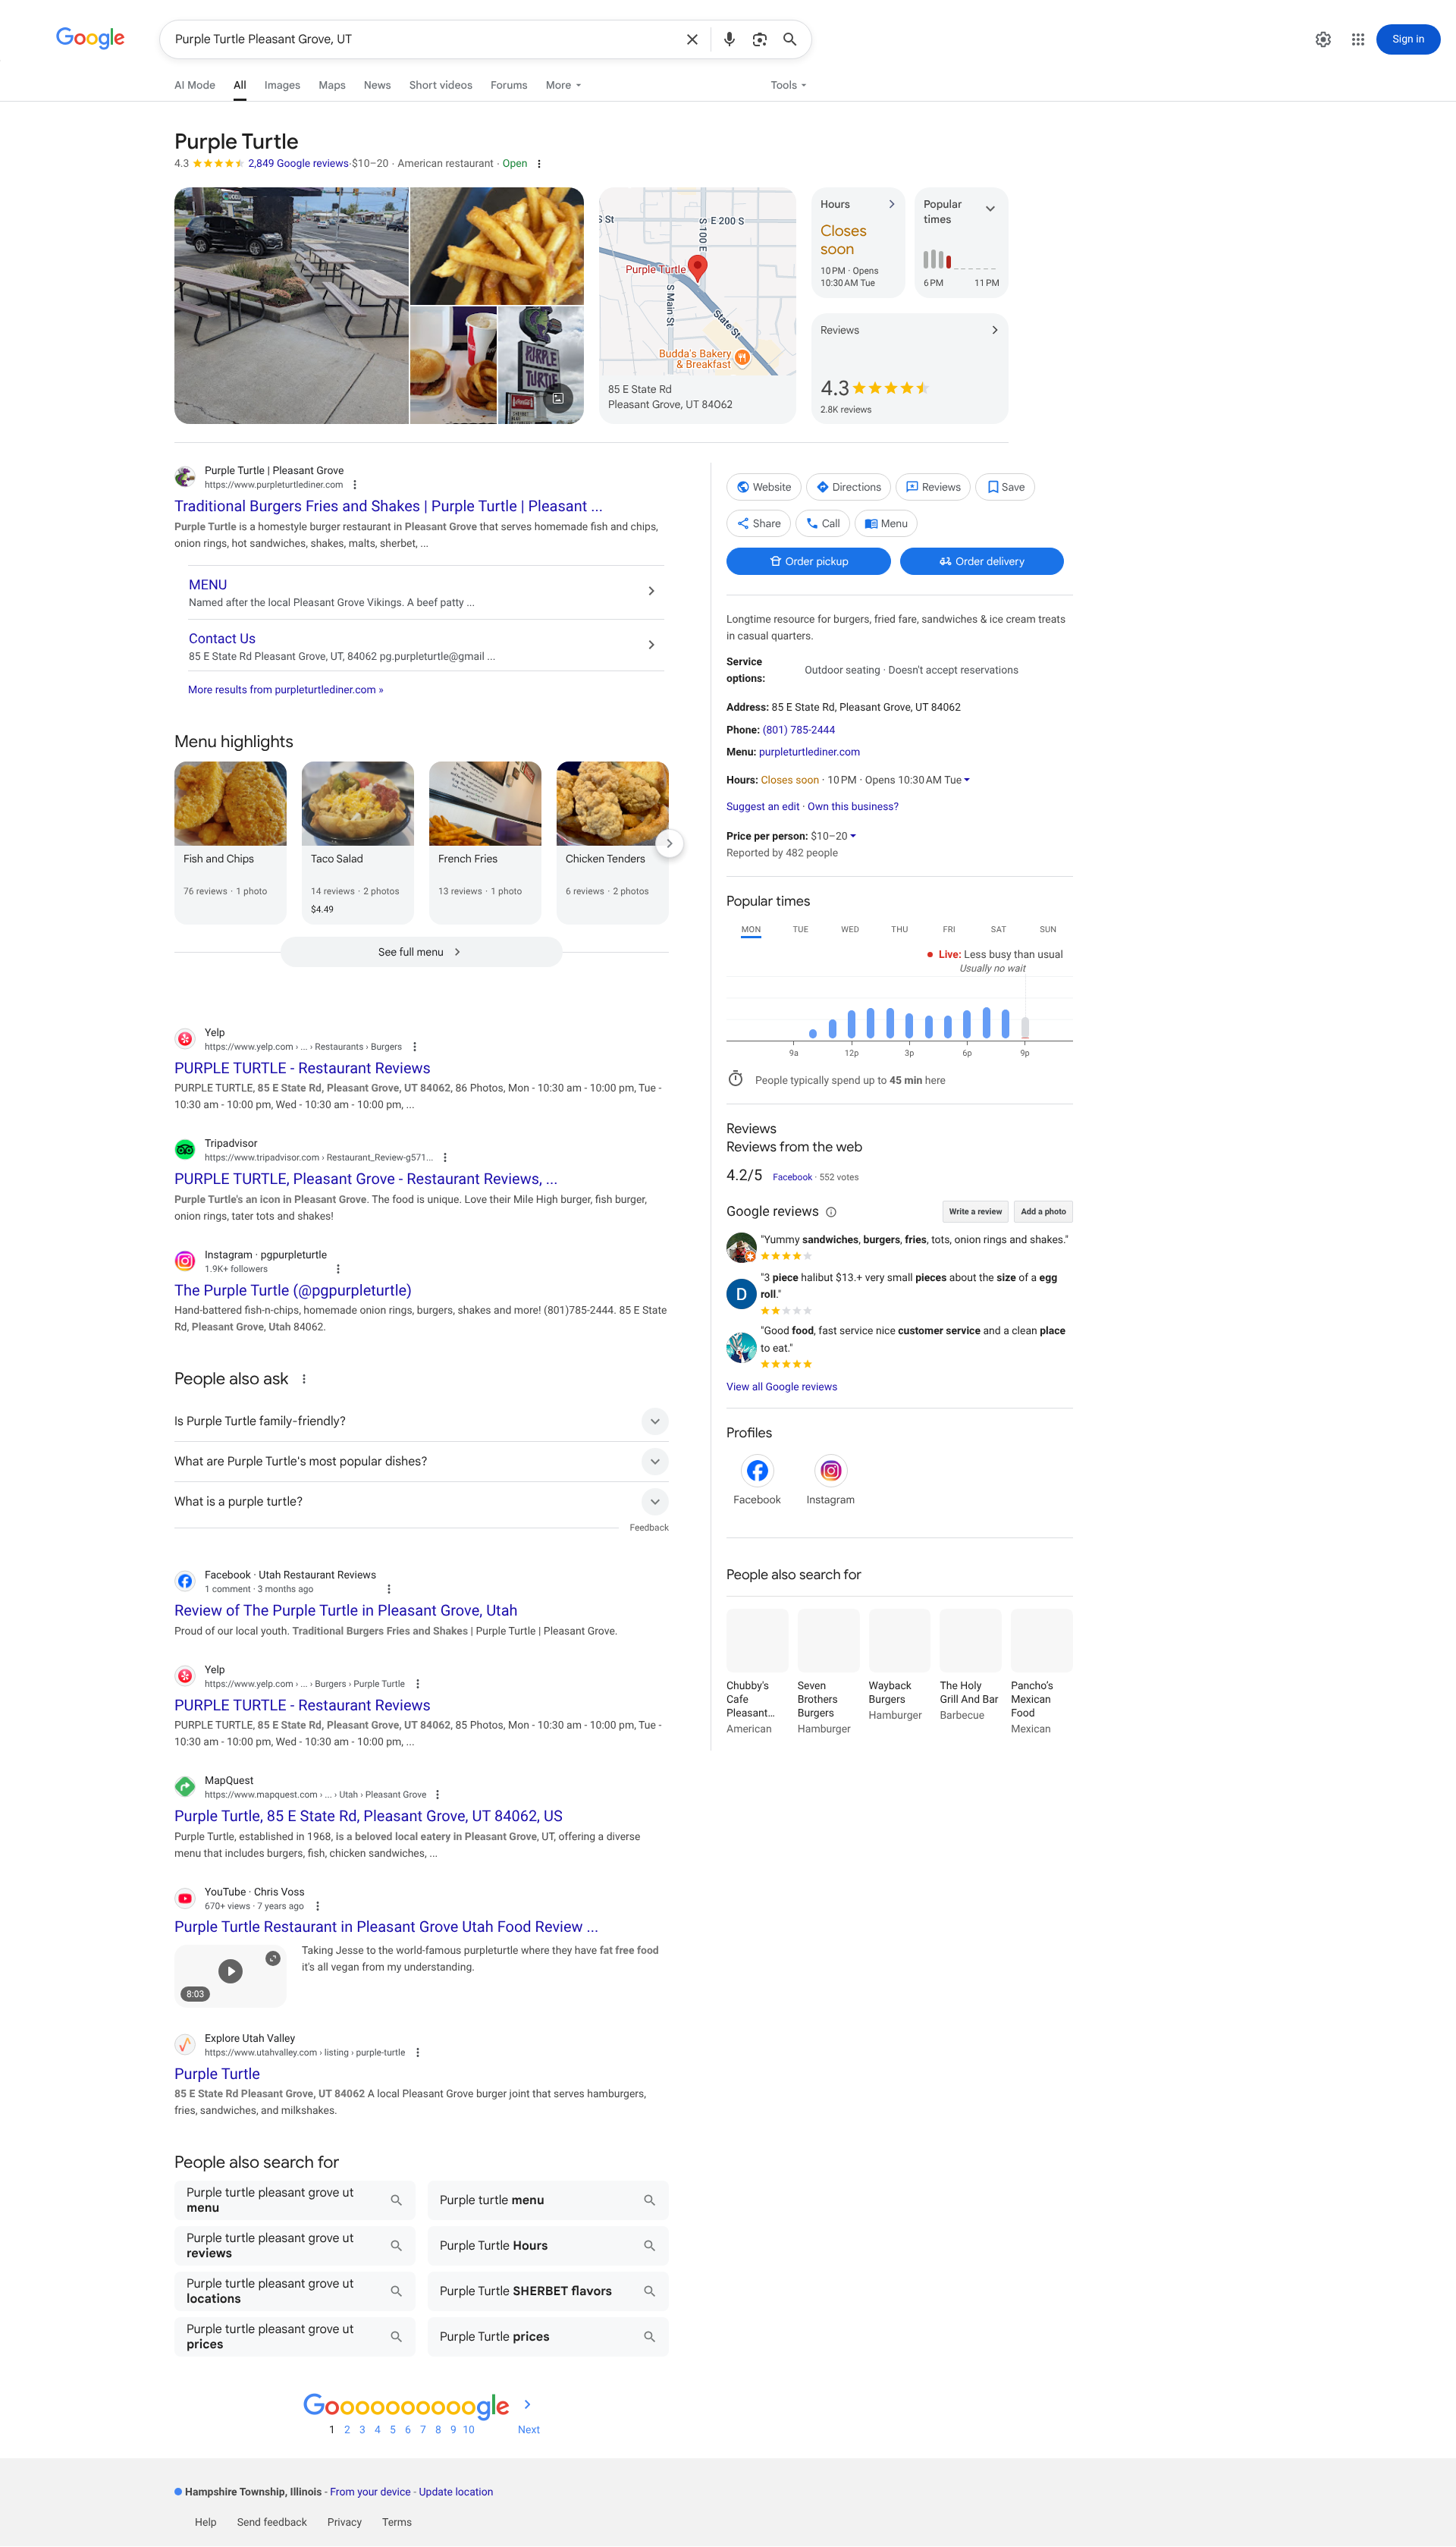 Google
Purple Turtle Pleasant Grove, UT
Sign in
AI Mode
All
Images
Maps
News
Short videos
Forums
More
Tools
Purple Turtle
4.3 2,849 Google reviews·$10–20 · American restaurant · Open
PURPLE
TURTLE
S St
E 200 S
S 100 E
Purple Turtle
S Main St
State St
Budda's Bakery
& Breakfast
85 E State Rd
Pleasant Grove, UT 84062
Hours
Closes
soon
10 PM · Opens
10:30 AM Tue
Popular
times
6 PM
11 PM
Reviews
4.3
2.8K reviews
Purple Turtle | Pleasant Grove
https://www.purpleturtlediner.com
Traditional Burgers Fries and Shakes | Purple Turtle | Pleasant ...
Purple Turtle is a homestyle burger restaurant in Pleasant Grove that serves homemade fish and chips,
onion rings, hot sandwiches, shakes, malts, sherbet, ...
MENU
Named after the local Pleasant Grove Vikings. A beef patty ...
Contact Us
85 E State Rd Pleasant Grove, UT, 84062 pg.purpleturtle@gmail ...
More results from purpleturtlediner.com »
Menu highlights
Fish and Chips
76 reviews · 1 photo
Taco Salad
14 reviews · 2 photos
$4.49
French Fries
13 reviews · 1 photo
Chicken Tenders
6 reviews · 2 photos
See full menu
Yelp
https://www.yelp.com › ... › Restaurants › Burgers
PURPLE TURTLE - Restaurant Reviews
PURPLE TURTLE, 85 E State Rd, Pleasant Grove, UT 84062, 86 Photos, Mon - 10:30 am - 10:00 pm, Tue -
10:30 am - 10:00 pm, Wed - 10:30 am - 10:00 pm, ...
Tripadvisor
https://www.tripadvisor.com › Restaurant_Review-g571...
PURPLE TURTLE, Pleasant Grove - Restaurant Reviews, ...
Purple Turtle's an icon in Pleasant Grove. The food is unique. Love their Mile High burger, fish burger,
onion rings, tater tots and shakes!
Instagram · pgpurpleturtle
1.9K+ followers
The Purple Turtle (@pgpurpleturtle)
Hand-battered fish-n-chips, homemade onion rings, burgers, shakes and more! (801)785-2444. 85 E State
Rd, Pleasant Grove, Utah 84062.
People also ask
Is Purple Turtle family-friendly?
What are Purple Turtle's most popular dishes?
What is a purple turtle?
Feedback
Facebook · Utah Restaurant Reviews
1 comment · 3 months ago
Review of The Purple Turtle in Pleasant Grove, Utah
Proud of our local youth. Traditional Burgers Fries and Shakes | Purple Turtle | Pleasant Grove.
Yelp
https://www.yelp.com › ... › Burgers › Purple Turtle
PURPLE TURTLE - Restaurant Reviews
PURPLE TURTLE, 85 E State Rd, Pleasant Grove, UT 84062, 85 Photos, Mon - 10:30 am - 10:00 pm, Tue -
10:30 am - 10:00 pm, Wed - 10:30 am - 10:00 pm, ...
MapQuest
https://www.mapquest.com › ... › Utah › Pleasant Grove
Purple Turtle, 85 E State Rd, Pleasant Grove, UT 84062, US
Purple Turtle, established in 1968, is a beloved local eatery in Pleasant Grove, UT, offering a diverse
menu that includes burgers, fish, chicken sandwiches, ...
YouTube · Chris Voss
670+ views · 7 years ago
Purple Turtle Restaurant in Pleasant Grove Utah Food Review ...
8:03
Taking Jesse to the world-famous purpleturtle where they have fat free food
it's all vegan from my understanding.
Explore Utah Valley
https://www.utahvalley.com › listing › purple-turtle
Purple Turtle
85 E State Rd Pleasant Grove, UT 84062 A local Pleasant Grove burger joint that serves hamburgers,
fries, sandwiches, and milkshakes.
People also search for
Purple turtle pleasant grove ut
menu
Purple turtle menu
Purple turtle pleasant grove ut
reviews
Purple Turtle Hours
Purple turtle pleasant grove ut
locations
Purple Turtle SHERBET flavors
Purple turtle pleasant grove ut
prices
Purple Turtle prices
Goooooooooogle
1 2 3 4 5 6 7 8 9 10 Next
Website
Directions
Reviews
Save
Share
Call
Menu
Order pickup
Order delivery
Longtime resource for burgers, fried fare, sandwiches & ice cream treats
in casual quarters.
Service
options:
Outdoor seating · Doesn't accept reservations
Address: 85 E State Rd, Pleasant Grove, UT 84062
Phone: (801) 785-2444
Menu: purpleturtlediner.com
Hours: Closes soon · 10 PM · Opens 10:30 AM Tue
Suggest an edit · Own this business?
Price per person: $10–20
Reported by 482 people
Popular times
MON TUE WED THU FRI SAT SUN
Live: Less busy than usual
Usually no wait
9a 12p 3p 6p 9p
People typically spend up to 45 min here
Reviews
Reviews from the web
4.2/5 Facebook · 552 votes
Google reviews
Write a review
Add a photo
"Yummy sandwiches, burgers, fries, tots, onion rings and shakes."
D
"3 piece halibut $13.+ very small pieces about the size of a egg
roll."
"Good food, fast service nice customer service and a clean place
to eat."
View all Google reviews
Profiles
Facebook
Instagram
People also search for
Chubby's
Cafe
Pleasant...
American
Seven
Brothers
Burgers
Hamburger
Wayback
Burgers
Hamburger
The Holy
Grill And Bar
Barbecue
Pancho's
Mexican
Food
Mexican
Hampshire Township, Illinois - From your device - Update location
Help
Send feedback
Privacy
Terms